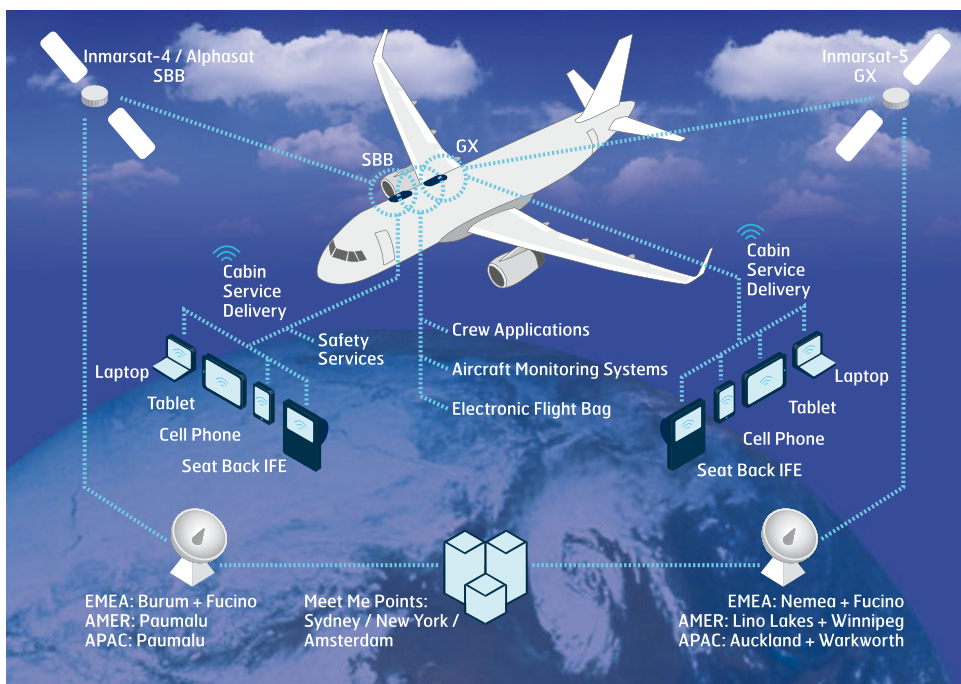 Inmarsat-4 / Alphasat
SBB
Inmarsat-5
GX
SBB
GX
Cabin
Service
Delivery
Safety
Services
Laptop
Tablet
Cell Phone
Seat Back IFE
Crew Applications
Aircraft Monitoring Systems
Electronic Flight Bag
Cabin
Service
Delivery
Laptop
Tablet
Cell Phone
Seat Back IFE
EMEA: Burum + Fucino
AMER: Paumalu
APAC: Paumalu
Meet Me Points:
Sydney / New York /
Amsterdam
EMEA: Nemea + Fucino
AMER: Lino Lakes + Winnipeg
APAC: Auckland + Warkworth